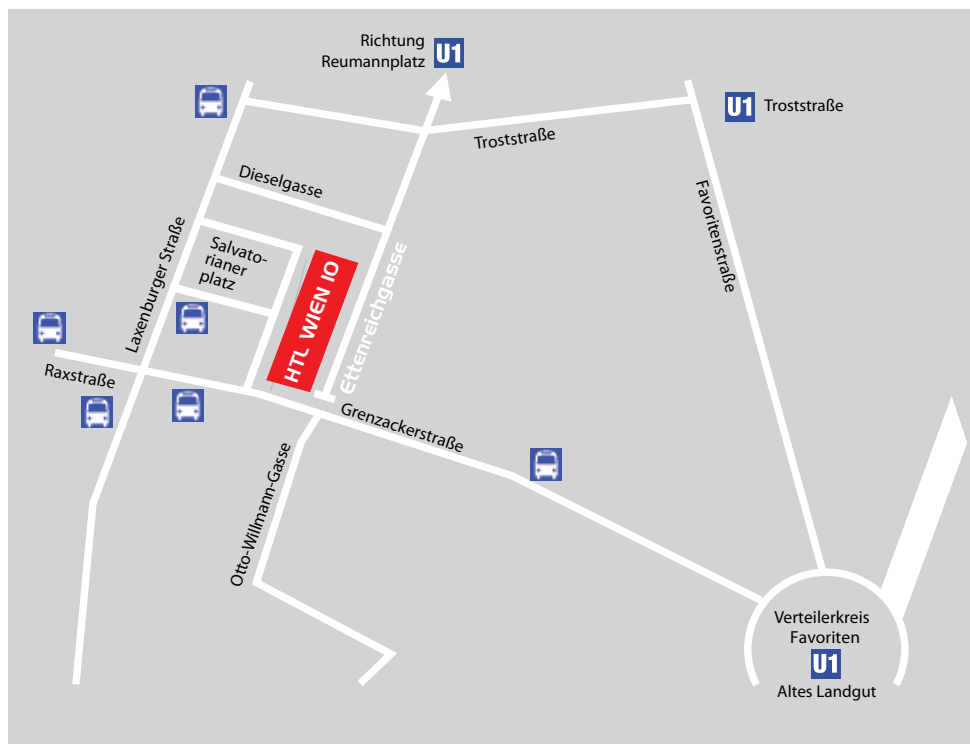 Richtung
Reumannplatz
U1
U1
Troststraße
Troststraße
Dieselgasse
Favoritenstraße
Salvato-
rianer
platz
Laxenburger Straße
HTL WIEN 10
Ettenreichgasse
Raxstraße
Grenzackerstraße
Otto-Willmann-Gasse
Verteilerkreis
Favoriten
U1
Altes Landgut